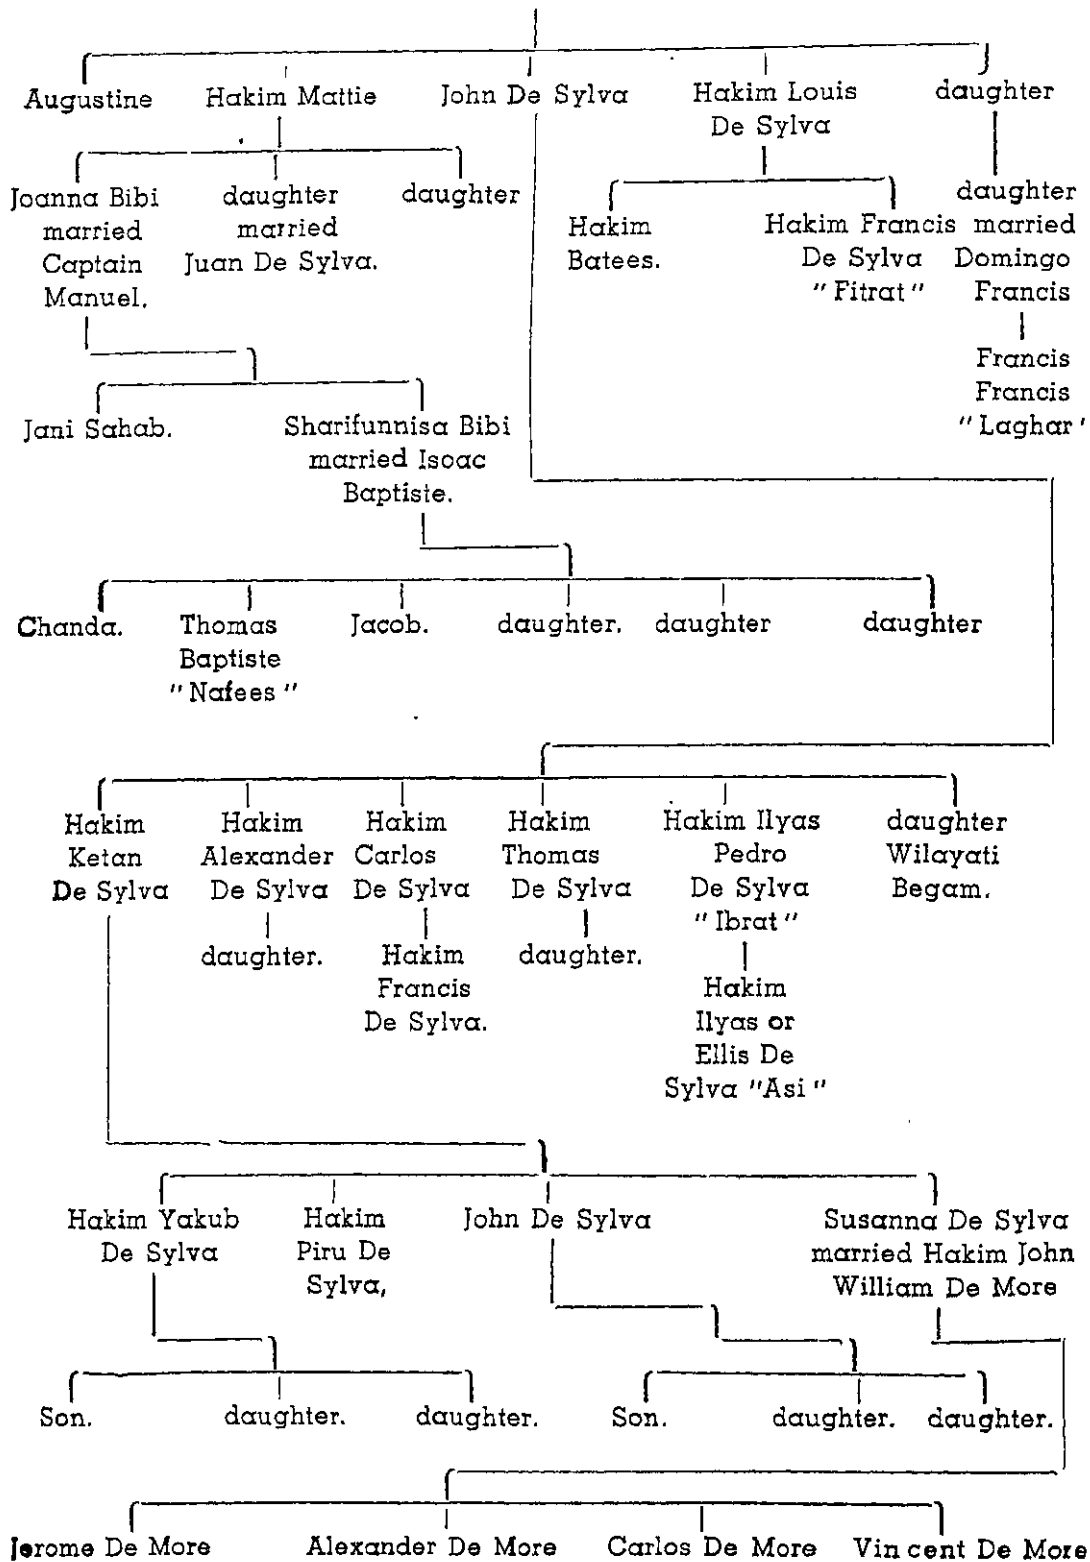 Augustine
Hakim Mattie
John De Sylva
Hakim Louis
De Sylva
daughter
Joanna Bibi
married
Captain
Manuel.
daughter
married
Juan De Sylva.
daughter
Hakim
Batees.
Hakim Francis
De Sylva
"Fitrat"
daughter
married
Domingo
Francis
Francis
Francis
"Laghar'
Jani Sahab.
Sharifunnisa Bibi
married Isoac
Baptiste.
Chanda.
Thomas
Baptiste
"Nafees"
Jacob.
daughter.
daughter
daughter
Hakim
Ketan
De Sylva
Hakim
Alexander
De Sylva
daughter.
Hakim
Carlos
De Sylva
Hakim
Francis
De Sylva.
Hakim
Thomas
De Sylva
daughter.
Hakim Ilyas
Pedro
De Sylva
"Ibrat"
Hakim
Ilyas or
Ellis De
Sylva "Asi"
daughter
Wilayati
Begam.
Hakim Yakub
De Sylva
Hakim
Piru De
Sylva,
John De Sylva
Susanna De Sylva
married Hakim John
William De More
Son.
daughter.
daughter.
Son.
daughter.
daughter.
Jerome De More
Alexander De More
Carlos De More
Vin cent De More